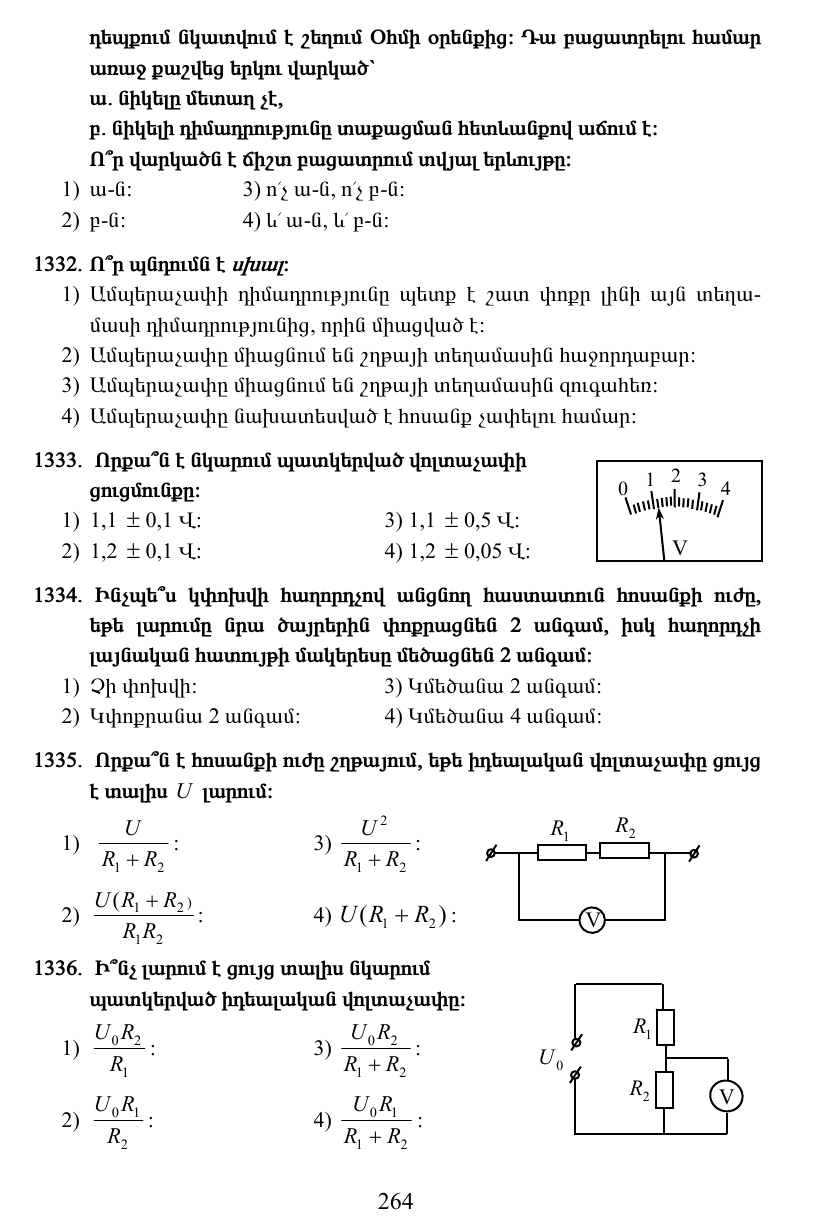 դեպքում նկատվում է շեղում Օհմի օրենքից: Դա բացատրելու համար
առաջ քաշվեց երկու վարկած՝
ա. նիկելը մետաղ չէ,
բ. նիկելի դիմադրությունը տաքացման հետևանքով աճում է:
Ո՞ր վարկածն է ճիշտ բացատրում տվյալ երևույթը:
1) ա-ն: 3) ո՛չ ա-ն, ո՛չ բ-ն:
2) բ-ն: 4) և՛ ա-ն, և՛ բ-ն:
1332. Ո՞ր պնդումն է սխալ:
1) Ամպերաչափի դիմադրությունը պետք է շատ փոքր լինի այն տեղա-
մասի դիմադրությունից, որին միացված է:
2) Ամպերաչափը միացնում են շղթայի տեղամասին հաջորդաբար:
3) Ամպերաչափը միացնում են շղթայի տեղամասին զուգահեռ:
4) Ամպերաչափը նախատեսված է հոսանք չափելու համար:
1333. Որքա՞ն է նկարում պատկերված վոլտաչափի
ցուցմունքը:
1) 1,1 ± 0,1 Վ: 3) 1,1 ± 0,5 Վ:
2) 1,2 ± 0,1 Վ: 4) 1,2 ± 0,05 Վ:
0 1 2 3 4
V
1334. Ինչպե՞ս կփոխվի հաղորդչով անցնող հաստատուն հոսանքի ուժը,
եթե լարումը նրա ծայրերին փոքրացնեն 2 անգամ, իսկ հաղորդչի
լայնական հատույթի մակերեսը մեծացնեն 2 անգամ:
1) Չի փոխվի: 3) Կմեծանա 2 անգամ:
2) Կփոքրանա 2 անգամ: 4) Կմեծանա 4 անգամ:
1335. Որքա՞ն է հոսանքի ուժը շղթայում, եթե իդեալական վոլտաչափը ցույց
է տալիս U լարում:
1) U / (R₁ + R₂) : 3) U² / (R₁ + R₂) :
2) U(R₁ + R₂) / R₁R₂ : 4) U(R₁ + R₂) :
R₁ R₂
V
1336. Ի՞նչ լարում է ցույց տալիս նկարում
պատկերված իդեալական վոլտաչափը:
1) U₀R₂ / R₁ : 3) U₀R₂ / (R₁ + R₂) :
2) U₀R₁ / R₂ : 4) U₀R₁ / (R₁ + R₂) :
R₁
U₀
R₂ V
264